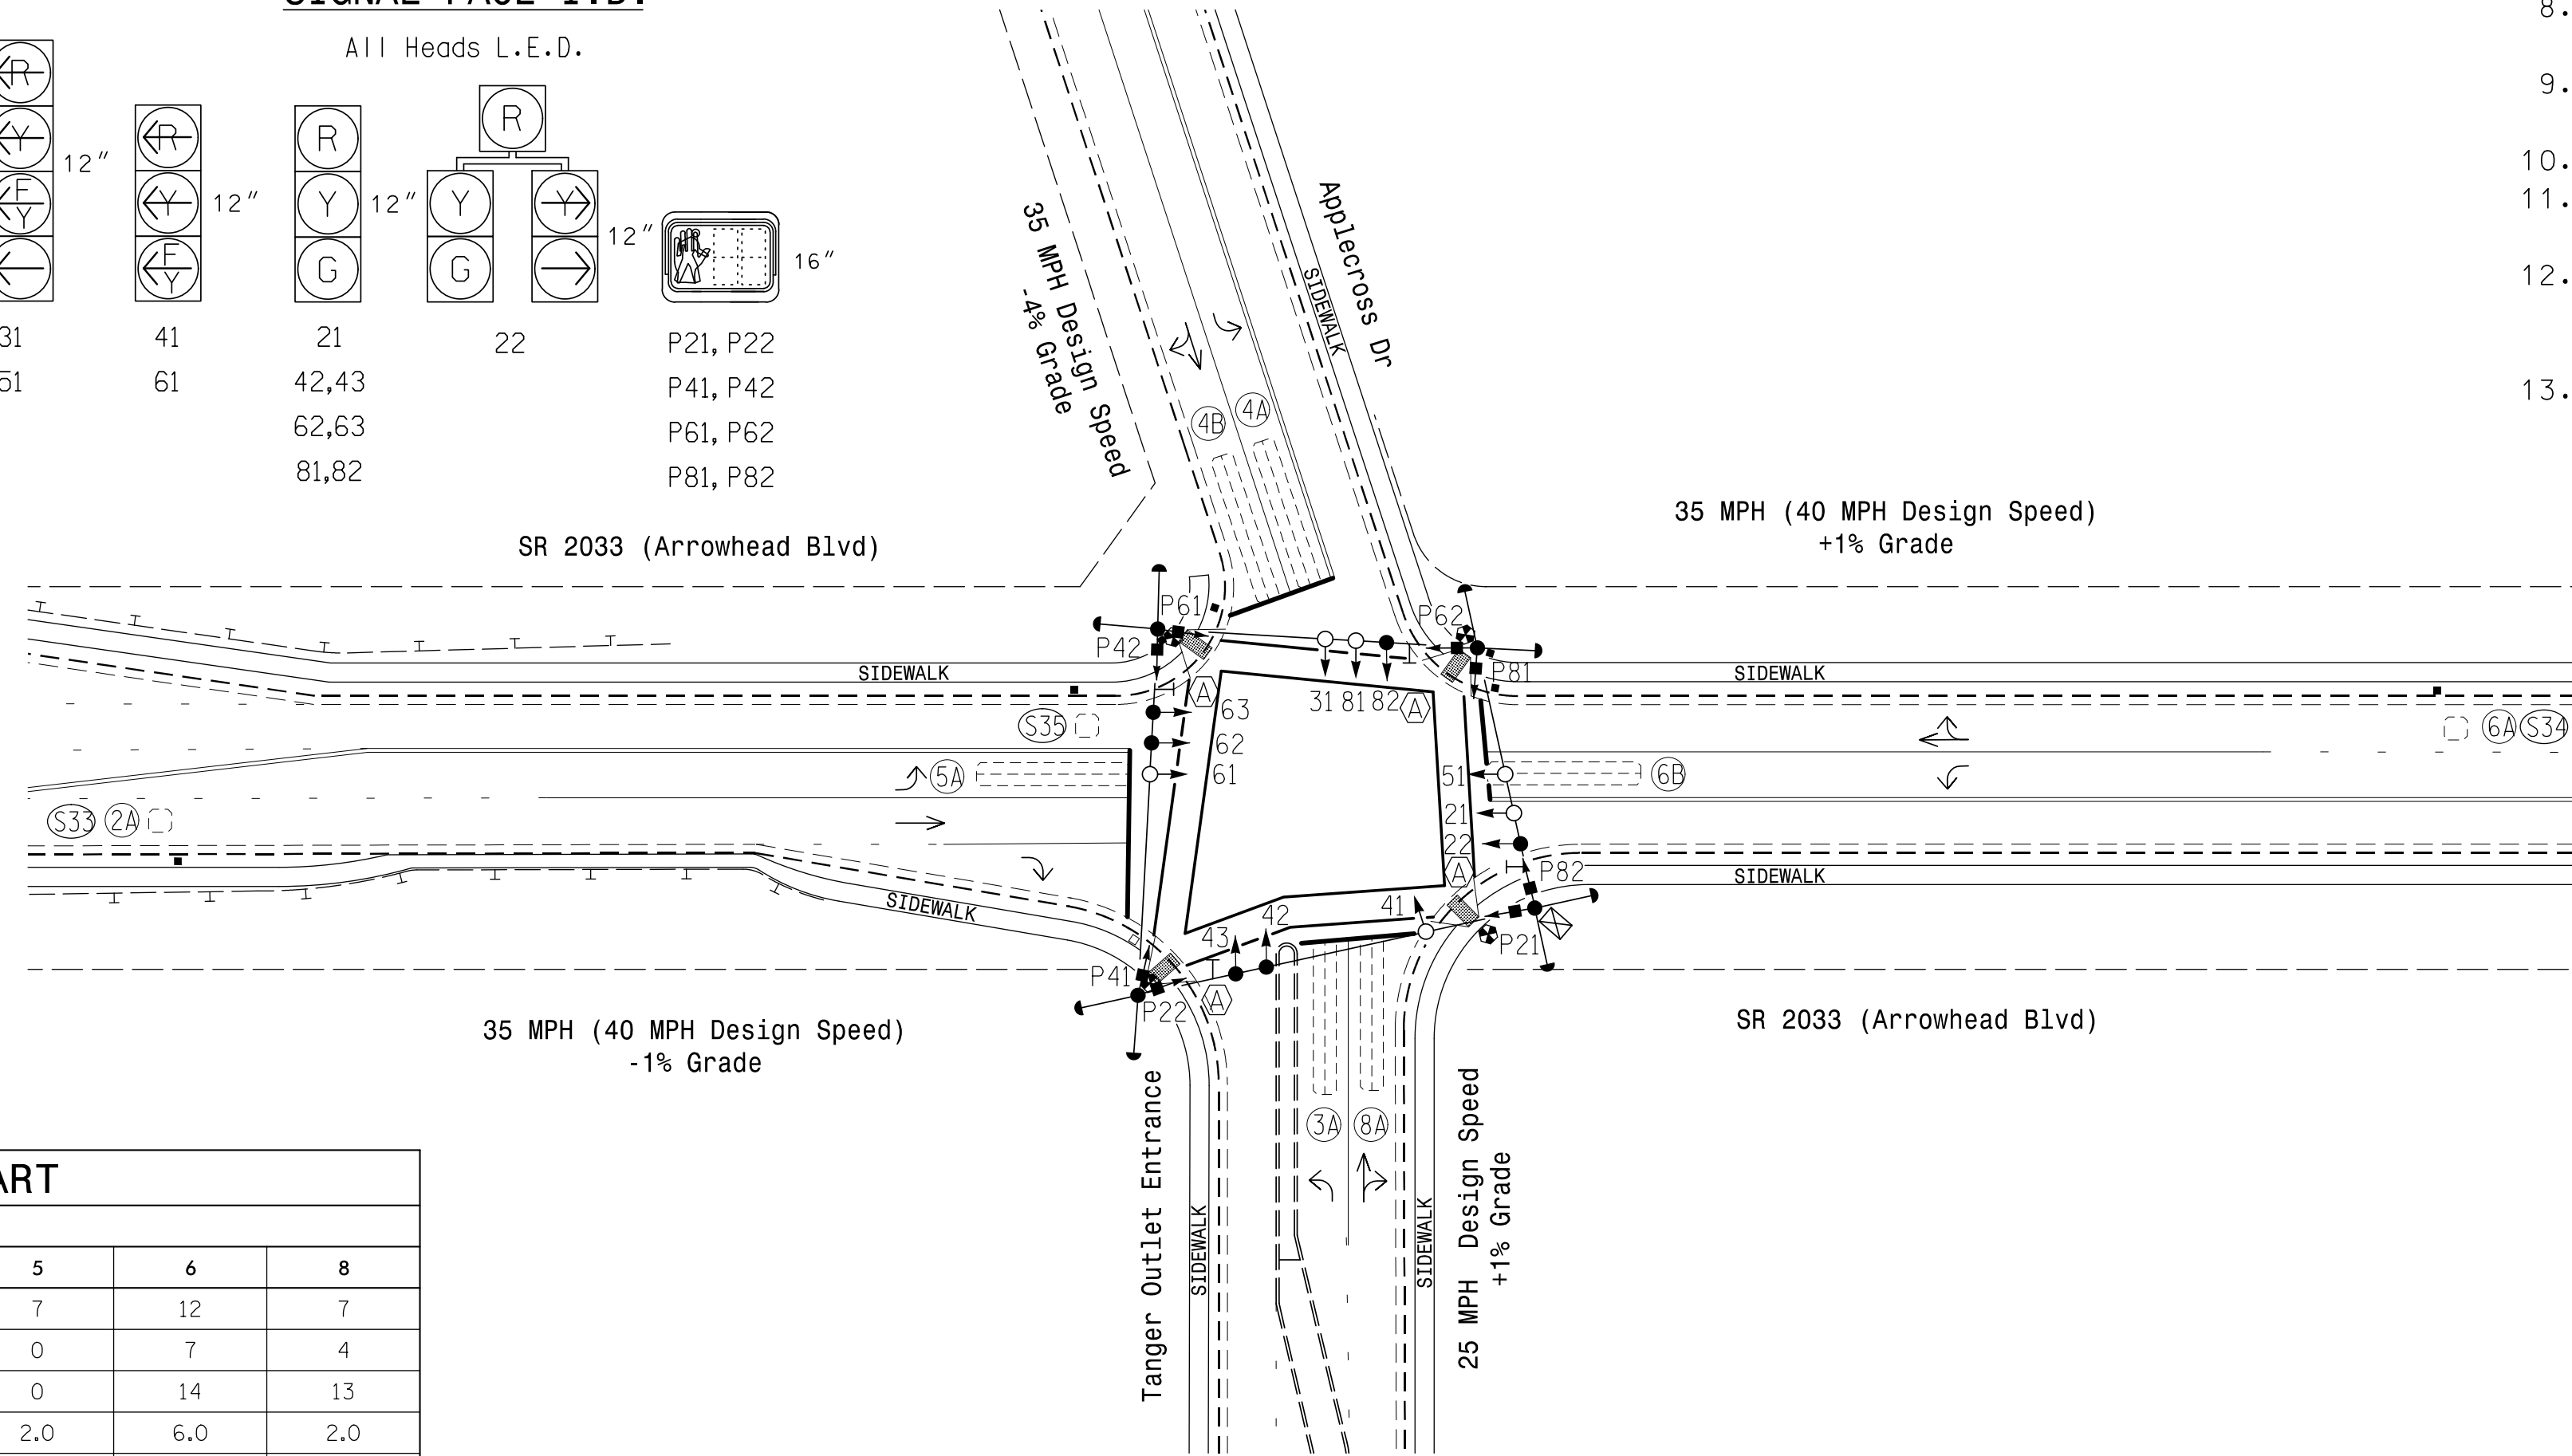 All Heads L.E.D.
R
Y
F
Y
12"
31
51
R
Y
F
Y
12"
41
61
R
Y
G
12"
21
42,43
62,63
81,82
R
Y
Y
G
12"
22
16"
P21, P22
P41, P42
P61, P62
P81, P82
8.
9.
10.
11.
12.
13.
35 MPH Design Speed
-4% Grade
Applecross Dr
SIDEWALK
4B
4A
SR 2033 (Arrowhead Blvd)
35 MPH (40 MPH Design Speed)
+1% Grade
P61
P62
P42
P81
SIDEWALK
SIDEWALK
A
31 81 82
A
S35
63
62
61
6A
S34
5A
51
6B
S33
2A
21
22
A
P82
SIDEWALK
SIDEWALK
41
42
43
P21
P41
P22
A
35 MPH (40 MPH Design Speed)
-1% Grade
SR 2033 (Arrowhead Blvd)
3A
8A
Tanger Outlet Entrance
SIDEWALK
SIDEWALK
25 MPH Design Speed
+1% Grade
ART
5 6 8
7 12 7
0 7 4
0 14 13
2.0 6.0 2.0